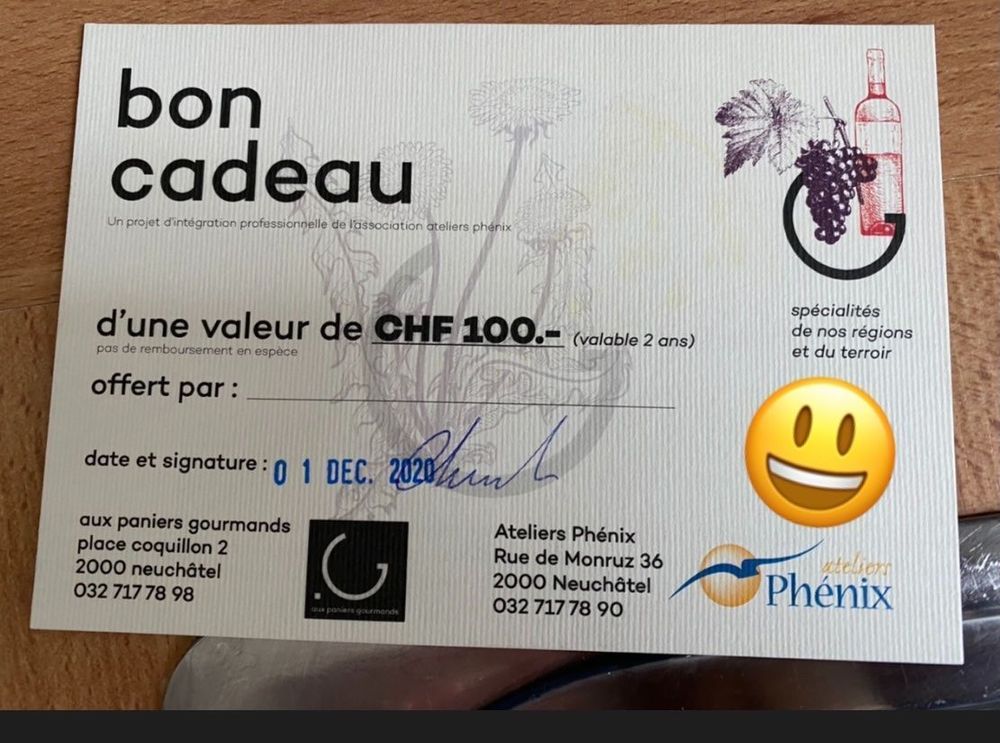 bon
cadeau
Un projet d'intégration professionnelle de l'association ateliers phénix
d'une valeur de CHF 100.- (valable 2 ans)
pas de remboursement en espèce
offert par :
date et signature : 0 1 DEC. 2020
spécialités
de nos régions
et du terroir
aux paniers gourmands
place coquillon 2
2000 neuchâtel
032 717 78 98
.G
aux paniers gourmands
Ateliers Phénix
Rue de Monruz 36
2000 Neuchâtel
032 717 78 90
ateliers
Phénix